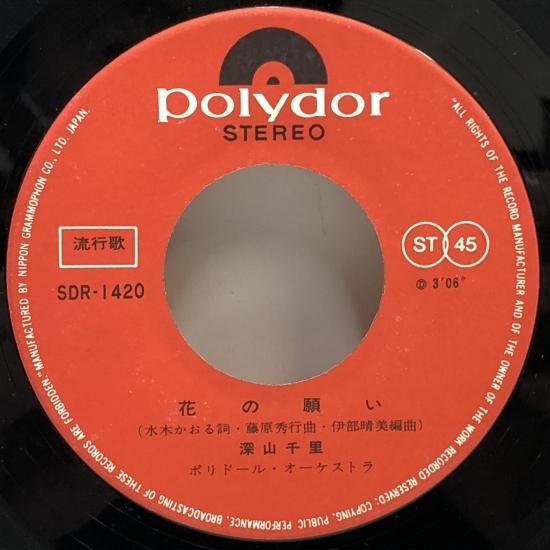 polydor
STEREO
流行歌
SDR-1420
ST 45
Ⓓ 3'06"
花の願い
(水木かおる詞・藤原秀行曲・伊部晴美編曲)
深山千里
ポリドール・オーケストラ
"ALL RIGHTS OF THE RECORD MANUFACTURER AND OF THE OWNER OF THE WORK RECORDED RESERVED: COPYING, PUBLIC PERFORMANCE, BROADCASTING OF THESE RECORDS ARE FORBIDDEN" MANUFACTURED BY NIPPON GRAMMOPHON CO., LTD. JAPAN.